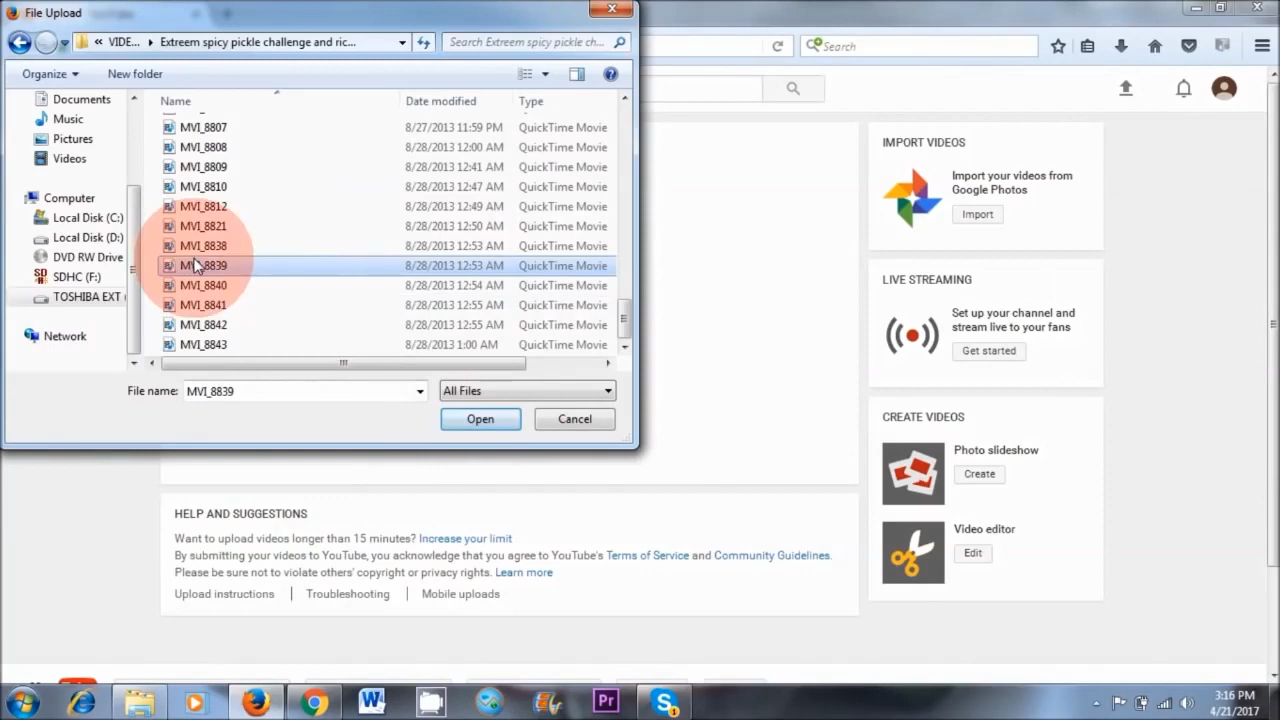 File Upload
« VIDE... ▸ Extreem spicy pickle challenge and ric...
Search Extreem spicy pickle ch...
Search
Organize
New folder
Documents
Music
Pictures
Videos
Computer
Local Disk (C:)
Local Disk (D:)
DVD RW Drive
SDHC (F:)
TOSHIBA EXT (
Network
Name Date modified Type
MVI_8807 8/27/2013 11:59 PM QuickTime Movie
MVI_8808 8/28/2013 12:00 AM QuickTime Movie
MVI_8809 8/28/2013 12:41 AM QuickTime Movie
MVI_8810 8/28/2013 12:47 AM QuickTime Movie
MVI_8812 8/28/2013 12:49 AM QuickTime Movie
MVI_8821 8/28/2013 12:50 AM QuickTime Movie
MVI_8838 8/28/2013 12:53 AM QuickTime Movie
MVI_8839 8/28/2013 12:53 AM QuickTime Movie
MVI_8840 8/28/2013 12:54 AM QuickTime Movie
MVI_8841 8/28/2013 12:55 AM QuickTime Movie
MVI_8842 8/28/2013 12:55 AM QuickTime Movie
MVI_8843 8/28/2013 1:00 AM QuickTime Movie
File name: MVI_8839 All Files
Open Cancel
IMPORT VIDEOS
Import your videos from
Google Photos
Import
LIVE STREAMING
Set up your channel and
stream live to your fans
Get started
CREATE VIDEOS
Photo slideshow
Create
Video editor
Edit
HELP AND SUGGESTIONS
Want to upload videos longer than 15 minutes? Increase your limit
By submitting your videos to YouTube, you acknowledge that you agree to YouTube's Terms of Service and Community Guidelines.
Please be sure not to violate others' copyright or privacy rights. Learn more
Upload instructions | Troubleshooting | Mobile uploads
Pr
3:16 PM
4/21/2017